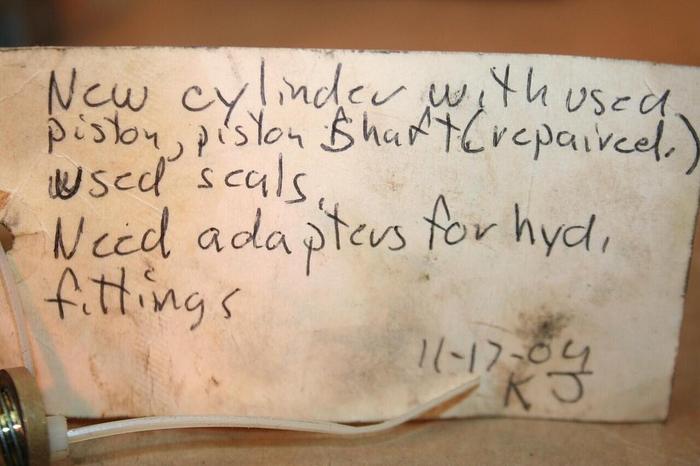 New cylinder with used
piston, piston Shaft (repaired.)
used seals.
Need adapters for hyd.
fittings
11-17-04
KJ